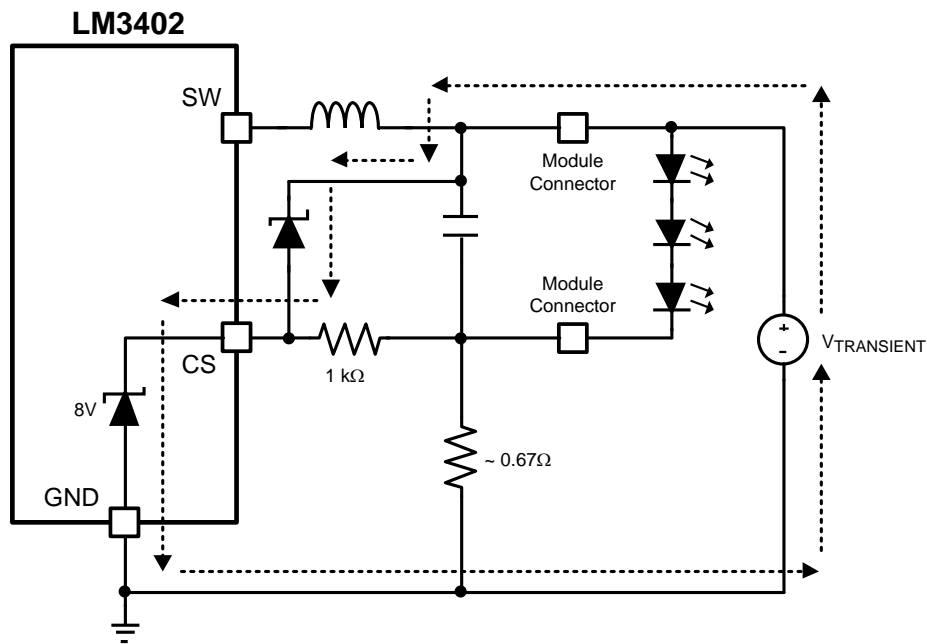 LM3402
SW
Module
Connector
Module
Connector
CS
1 kΩ
+
-
VTRANSIENT
8V
~ 0.67Ω
GND